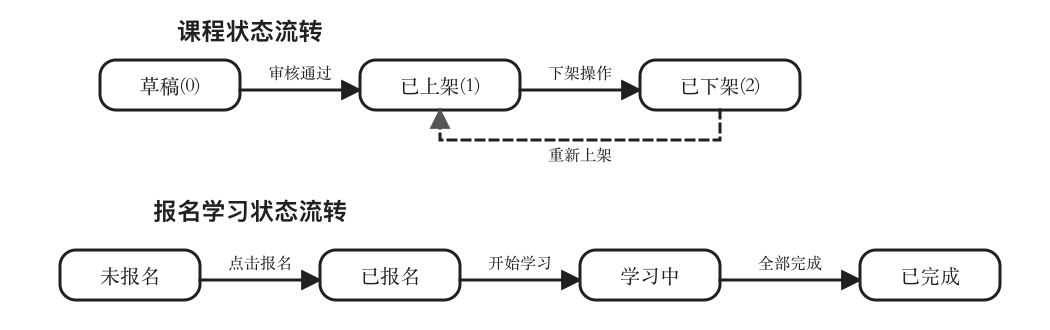 课程状态流转
草稿(0)
审核通过
已上架(1)
下架操作
已下架(2)
重新上架
报名学习状态流转
未报名
点击报名
已报名
开始学习
学习中
全部完成
已完成